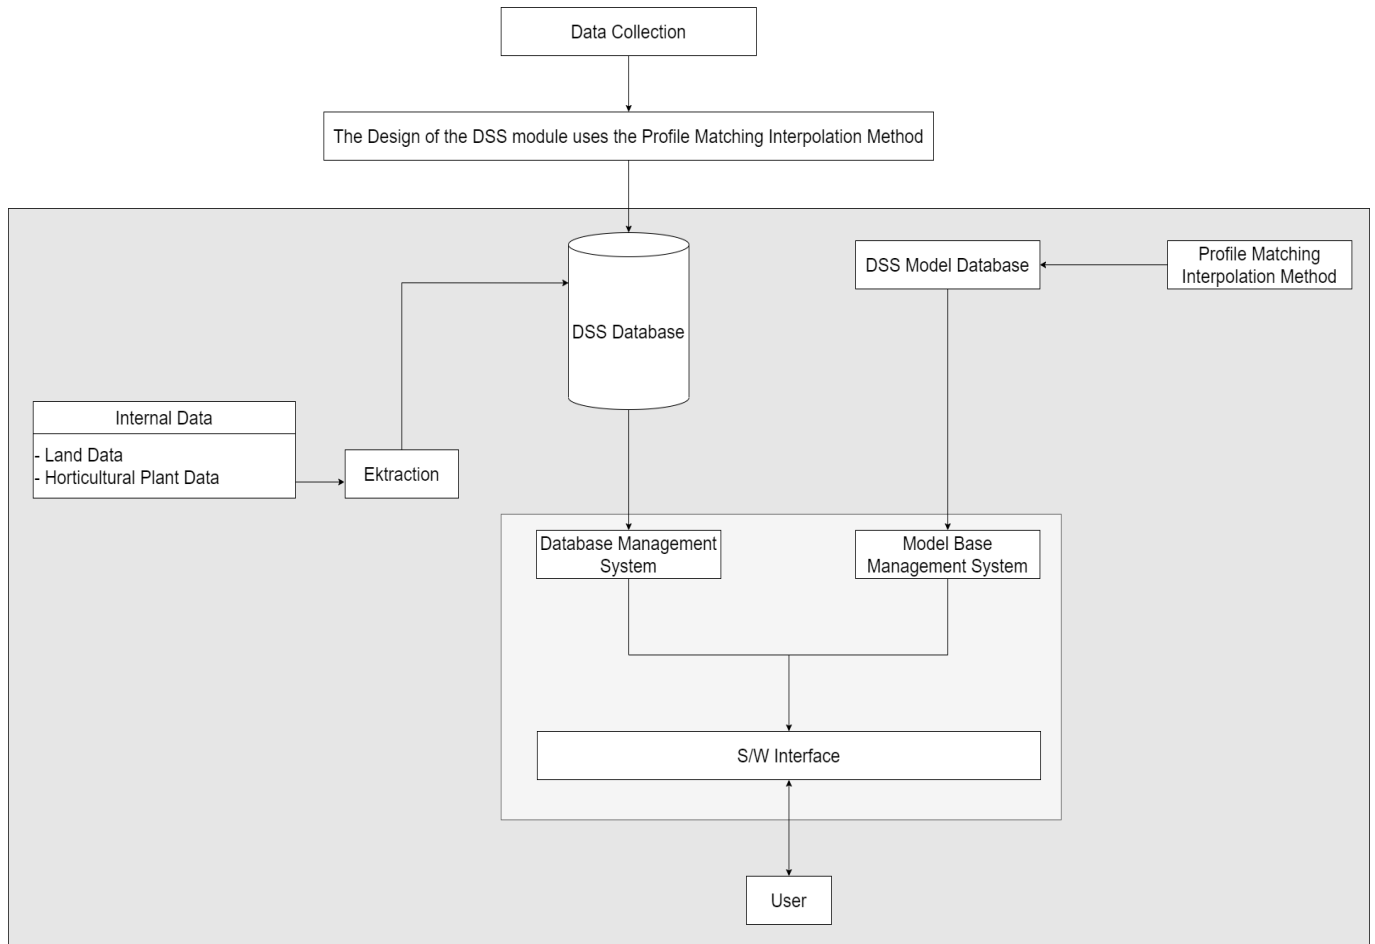 Data Collection
The Design of the DSS module uses the Profile Matching Interpolation Method
DSS Database
DSS Model Database
Profile Matching
Interpolation Method
Internal Data
- Land Data
- Horticultural Plant Data
Ektraction
Database Management
System
Model Base
Management System
S/W Interface
User